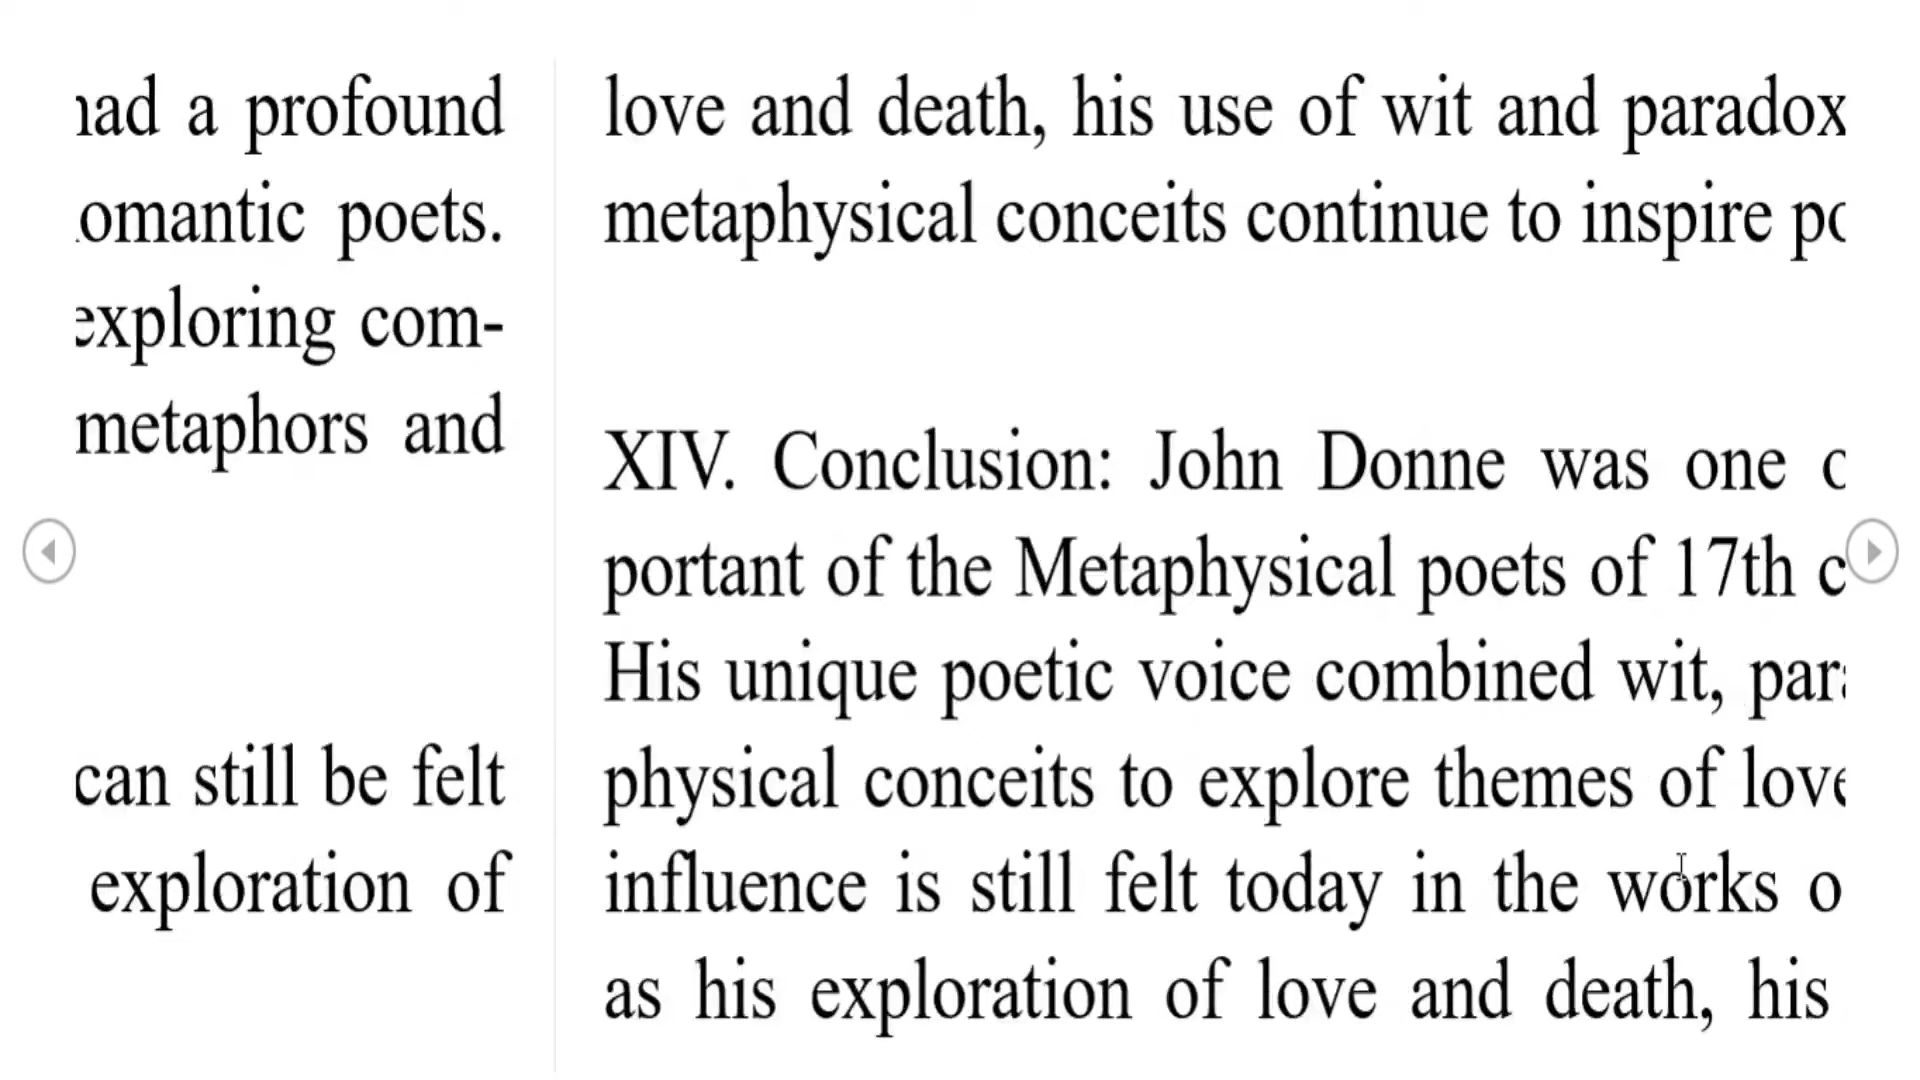 had a profound
omantic poets.
exploring com-
metaphors and
can still be felt
exploration of
love and death, his use of wit and paradox
metaphysical conceits continue to inspire
XIV. Conclusion: John Donne was one
portant of the Metaphysical poets of 17th
His unique poetic voice combined wit,
physical conceits to explore themes of love
influence is still felt today in the works
as his exploration of love and death, his